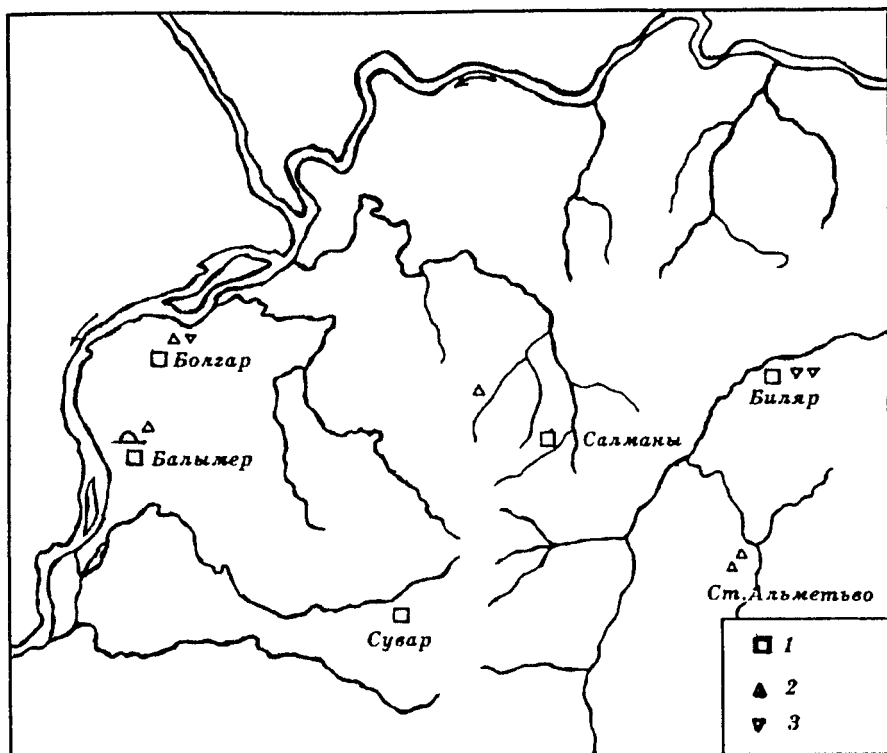 Болгар
Биляр
Салманы
Балымер
Ст. Альметьво
Сувар
1
2
3